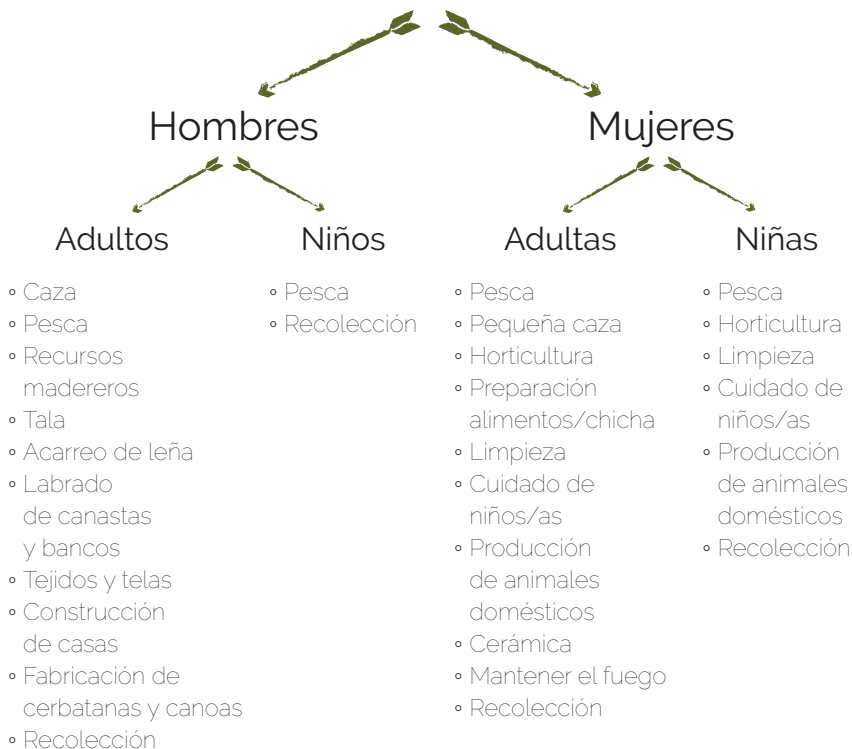 Hombres
Mujeres
Adultos
Niños
Adultas
Niñas
◦ Caza
◦ Pesca
◦ Recursos
madereros
◦ Tala
◦ Acarreo de leña
◦ Labrado
de canastas
y bancos
◦ Tejidos y telas
◦ Construcción
de casas
◦ Fabricación de
cerbatanas y canoas
◦ Recolección
◦ Pesca
◦ Recolección
◦ Pesca
◦ Pequeña caza
◦ Horticultura
◦ Preparación
alimentos/chicha
◦ Limpieza
◦ Cuidado de
niños/as
◦ Producción
de animales
domésticos
◦ Cerámica
◦ Mantener el fuego
◦ Recolección
◦ Pesca
◦ Horticultura
◦ Limpieza
◦ Cuidado de
niños/as
◦ Producción
de animales
domésticos
◦ Recolección